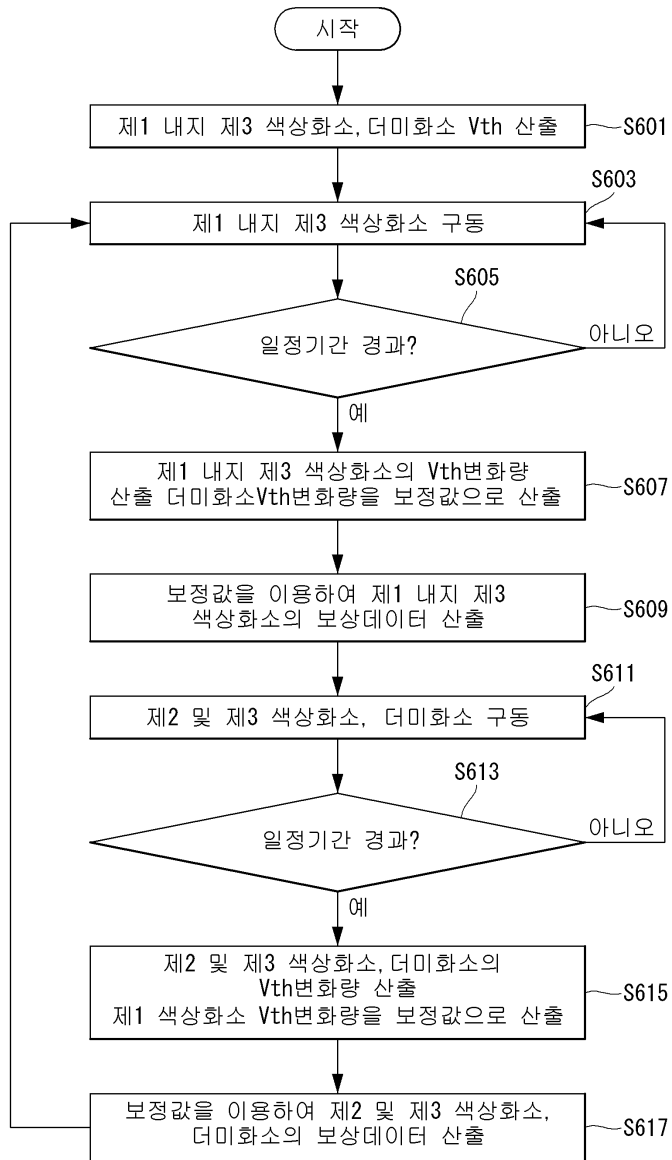 시작
제1 내지 제3 색상화소, 더미화소 Vth 산출
S601
S603
제1 내지 제3 색상화소 구동
S605
일정기간 경과?
아니오
예
제1 내지 제3 색상화소의 Vth변화량
산출 더미화소Vth변화량을 보정값으로 산출
S607
보정값을 이용하여 제1 내지 제3
색상화소의 보상데이터 산출
S609
S611
제2 및 제3 색상화소, 더미화소 구동
S613
일정기간 경과?
아니오
예
제2 및 제3 색상화소, 더미화소의
Vth변화량 산출
제1 색상화소 Vth변화량을 보정값으로 산출
S615
보정값을 이용하여 제2 및 제3 색상화소,
더미화소의 보상데이터 산출
S617